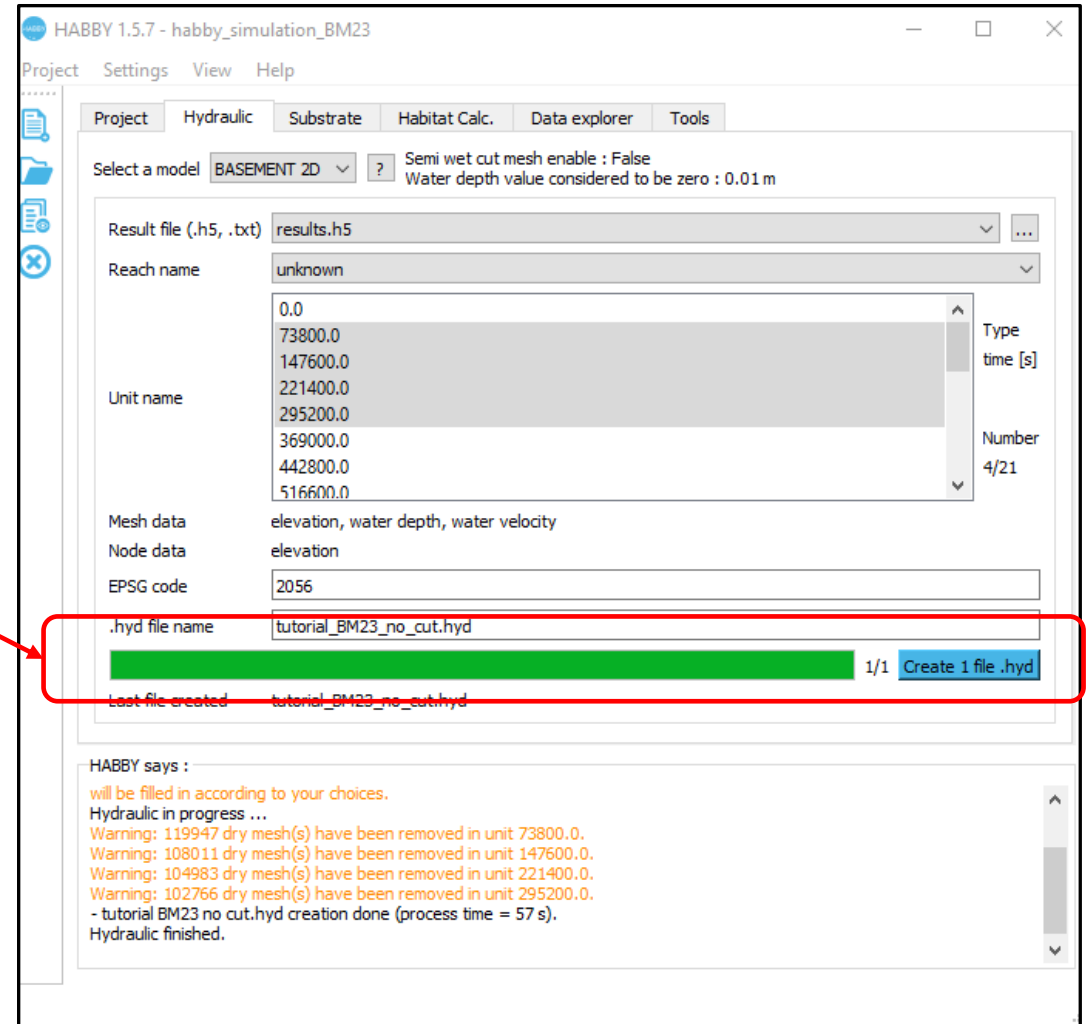 HABBY 1.5.7 - habby_simulation_BM23
Project Settings View Help
Project Hydraulic Substrate Habitat Calc. Data explorer Tools
Select a model BASEMENT 2D ? Semi wet cut mesh enable : False
Water depth value considered to be zero : 0.01 m
Result file (.h5, .txt) results.h5 ...
Reach name unknown
0.0
73800.0 Type
147600.0 time [s]
221400.0
Unit name
295200.0
369000.0 Number
442800.0 4/21
516600.0
Mesh data elevation, water depth, water velocity
Node data elevation
EPSG code 2056
.hyd file name tutorial_BM23_no_cut.hyd
1/1 Create 1 file .hyd
Last file created tutorial_BM23_no_cut.hyd
HABBY says :
will be filled in according to your choices.
Hydraulic in progress ...
Warning: 119947 dry mesh(s) have been removed in unit 73800.0.
Warning: 108011 dry mesh(s) have been removed in unit 147600.0.
Warning: 104983 dry mesh(s) have been removed in unit 221400.0.
Warning: 102766 dry mesh(s) have been removed in unit 295200.0.
- tutorial BM23 no cut.hyd creation done (process time = 57 s).
Hydraulic finished.